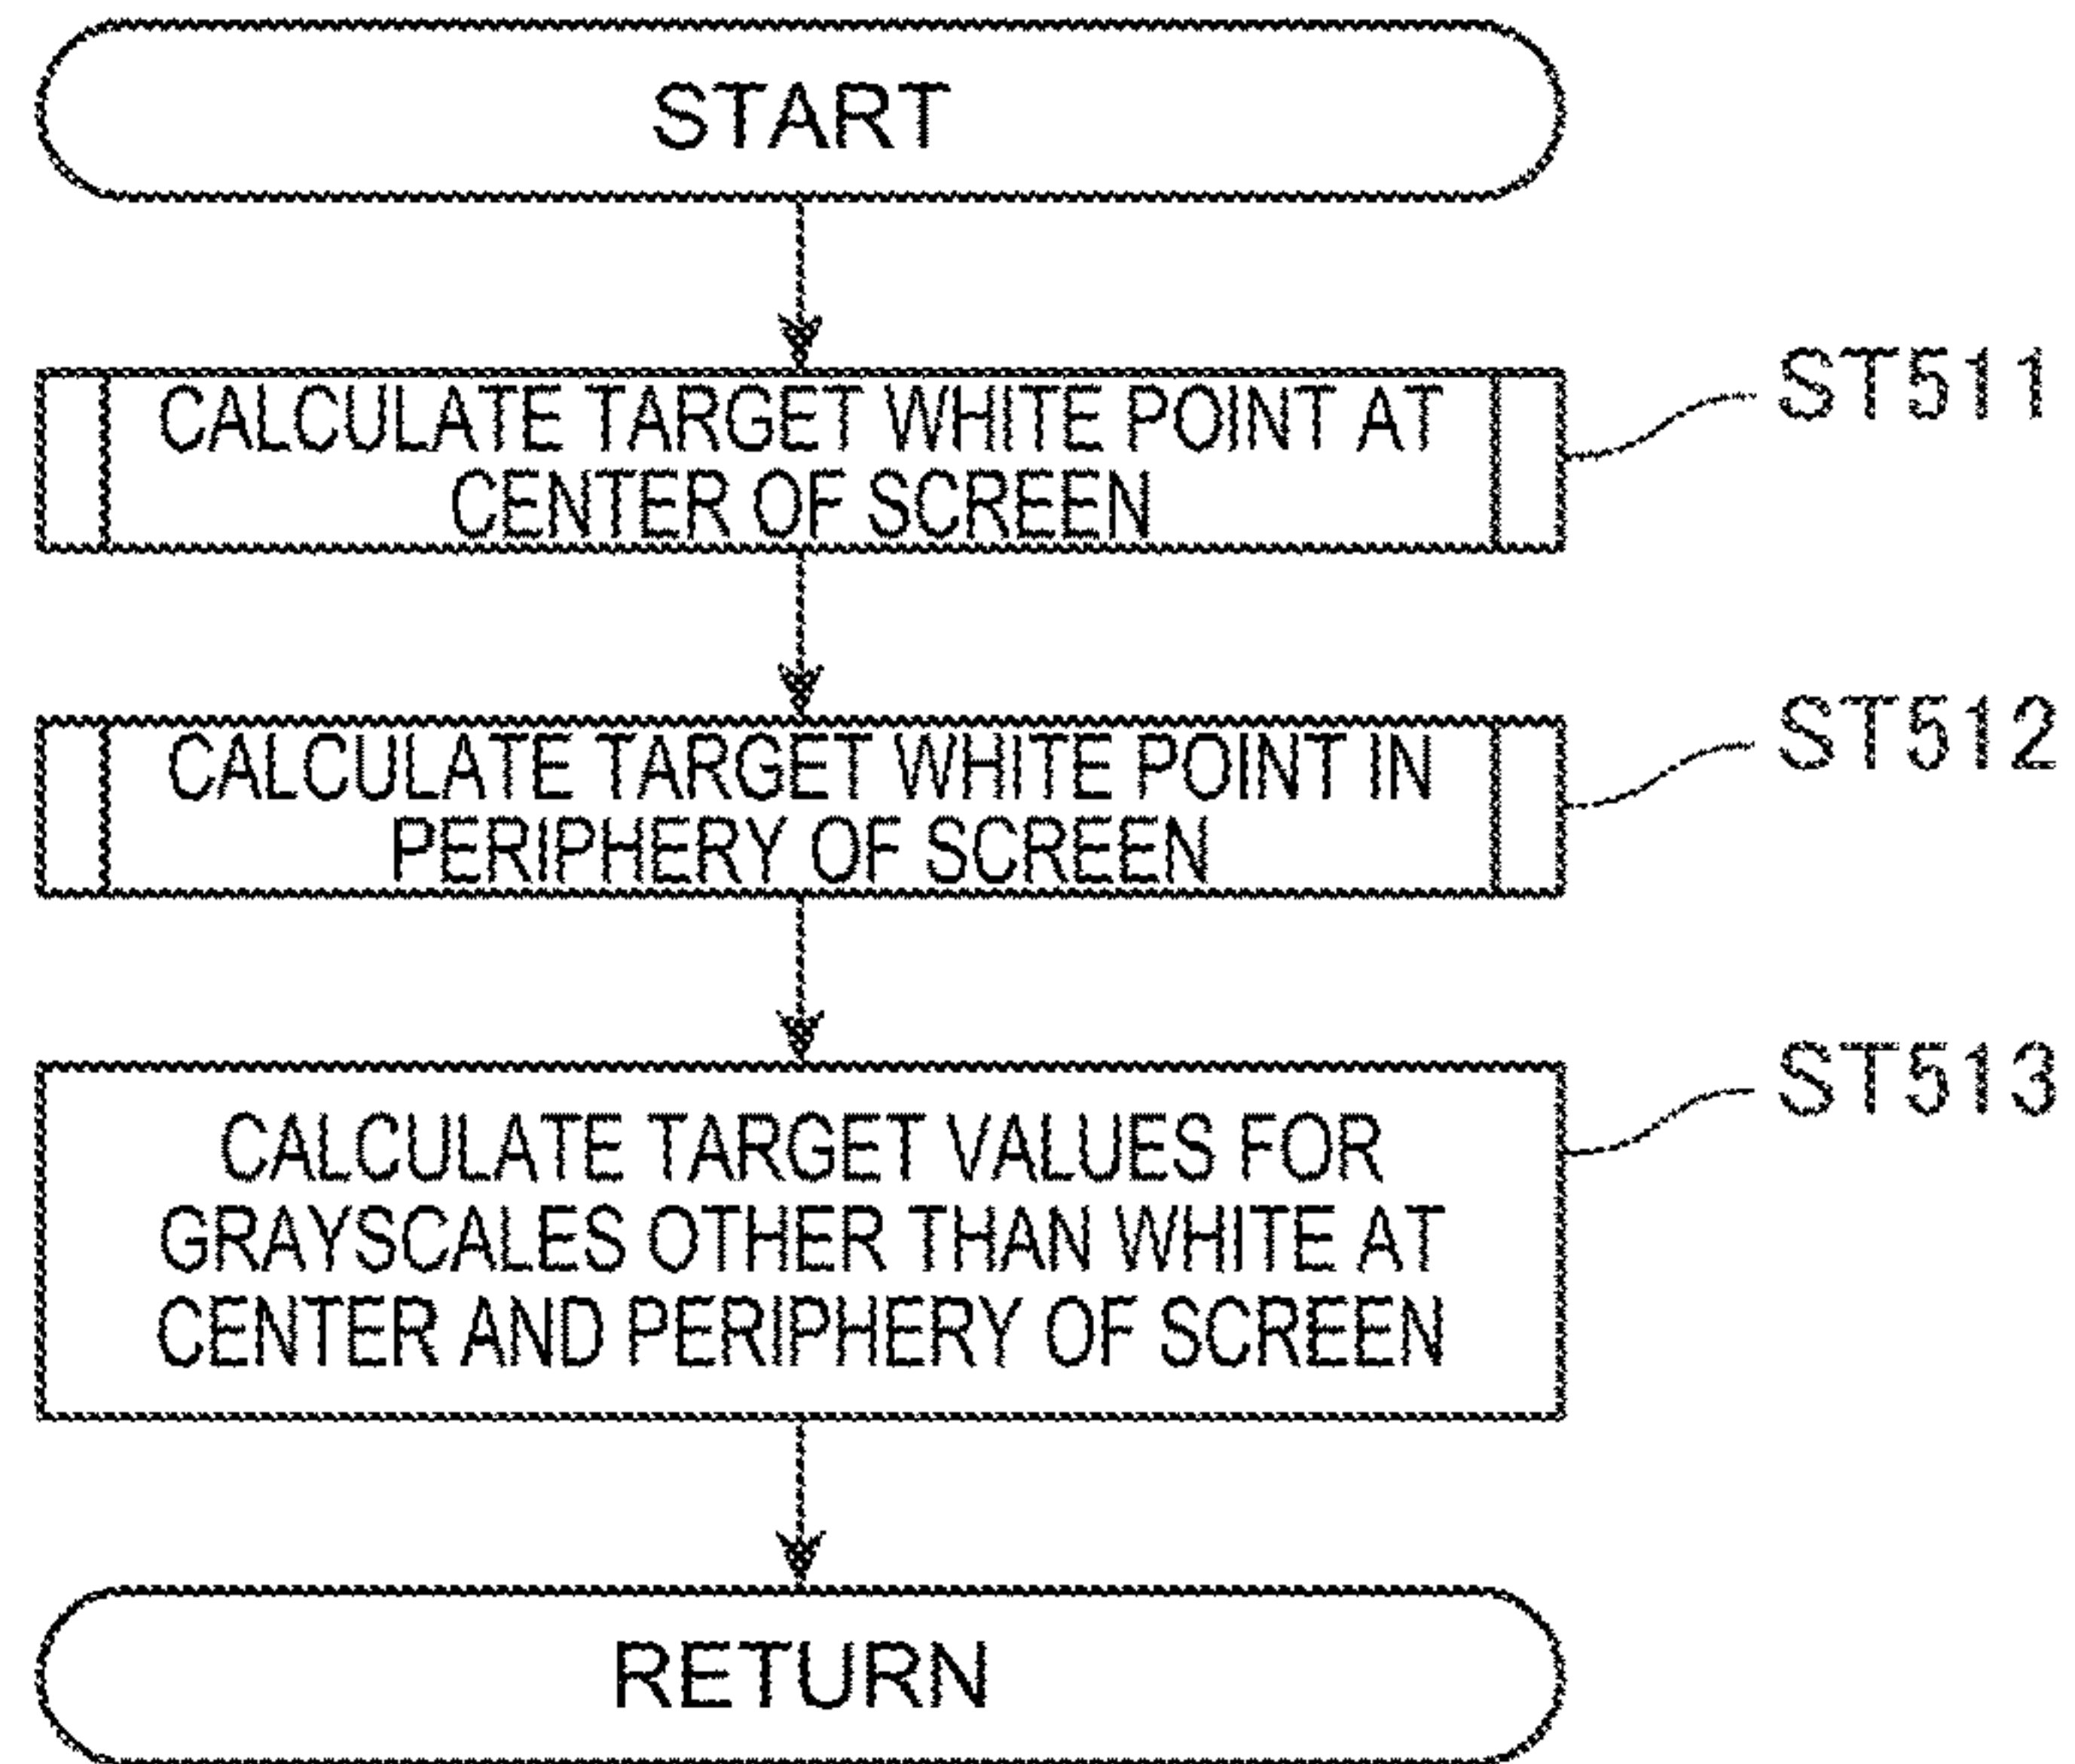 START
CALCULATE TARGET WHITE POINT AT
CENTER OF SCREEN
ST511
CALCULATE TARGET WHITE POINT IN
PERIPHERY OF SCREEN
ST512
CALCULATE TARGET VALUES FOR
GRAYSCALES OTHER THAN WHITE AT
CENTER AND PERIPHERY OF SCREEN
ST513
RETURN